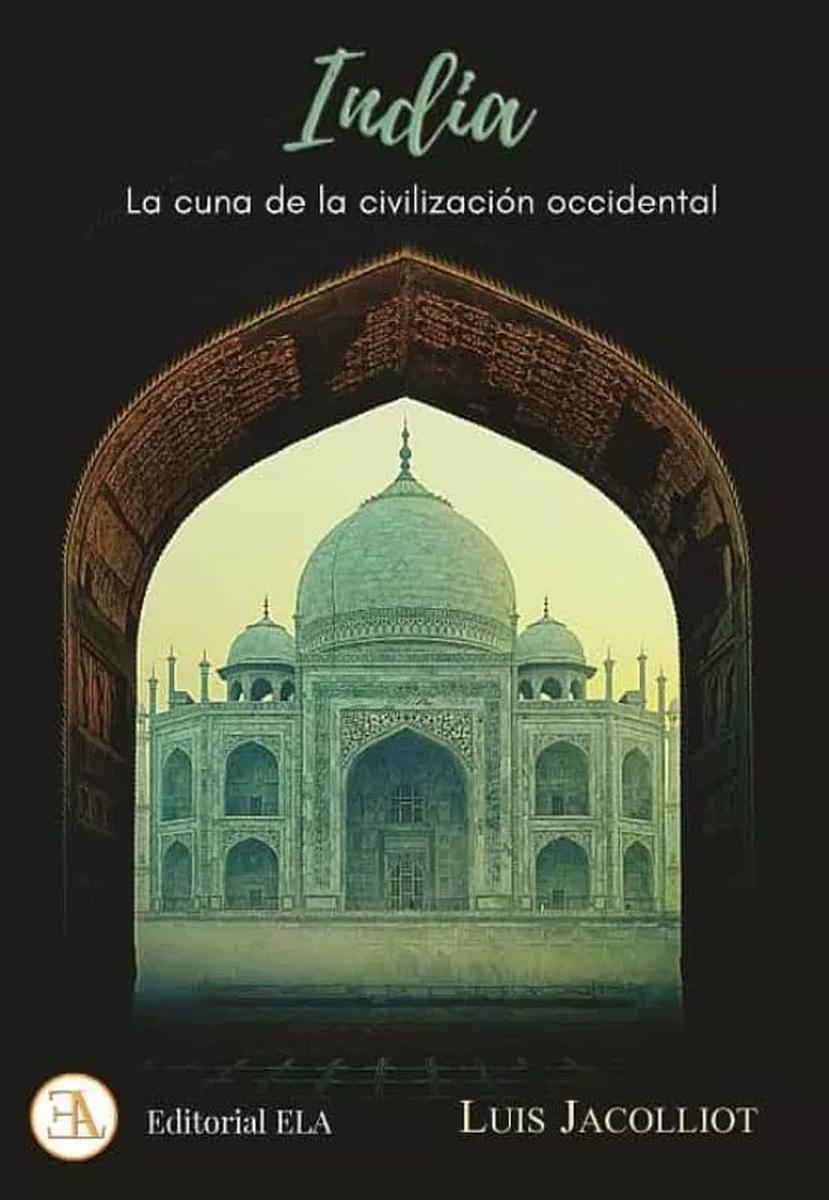 India
La cuna de la civilización occidental
EA
Editorial ELA
LUIS JACOLLIOT